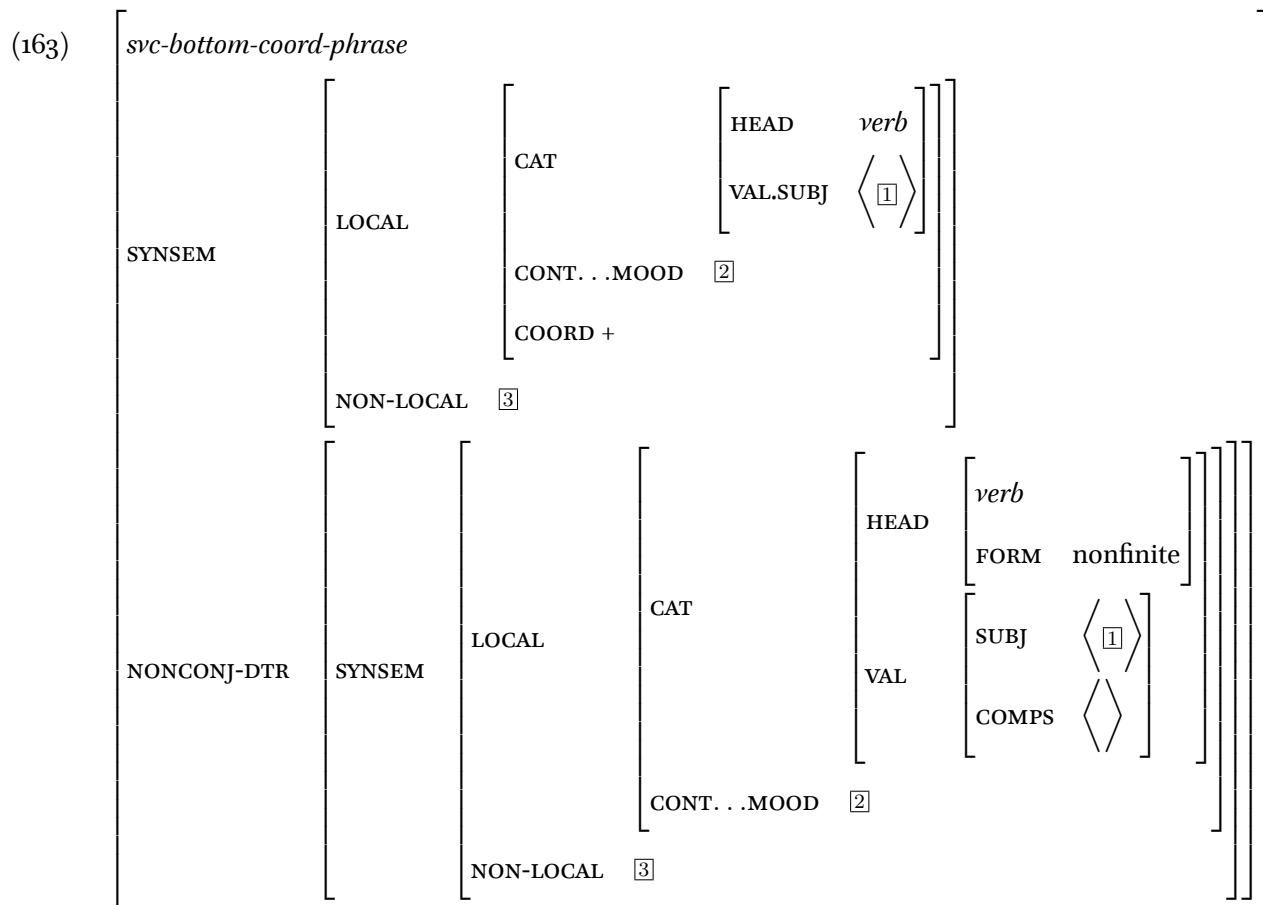 (163)
svc-bottom-coord-phrase
HEAD verb
CAT
VAL.SUBJ ⟨ 1 ⟩
LOCAL
SYNSEM
CONT. . .MOOD 2
COORD +
NON-LOCAL 3
verb
HEAD
FORM nonfinite
CAT
SUBJ ⟨ 1 ⟩
LOCAL
NONCONJ-DTR SYNSEM
VAL
COMPS ⟨⟩
CONT. . .MOOD 2
NON-LOCAL 3